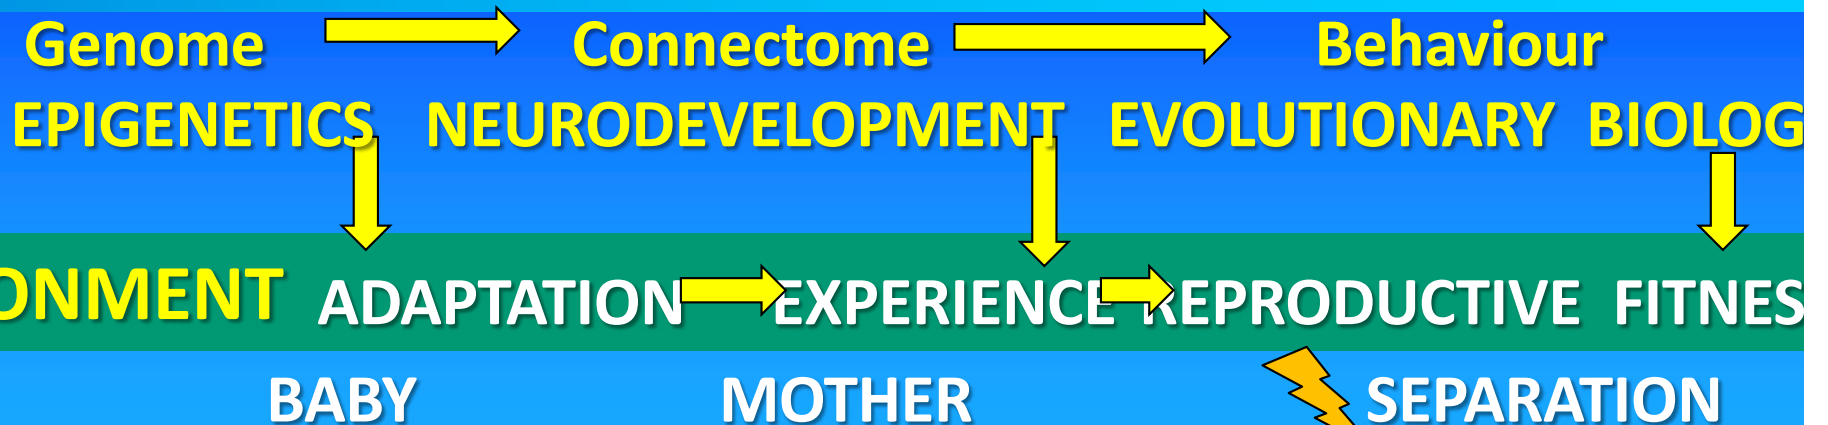 Genome Connectome Behaviour
EPIGENETICS NEURODEVELOPMENT EVOLUTIONARY BIOLOG
ONMENT ADAPTATION EXPERIENCE REPRODUCTIVE FITNES
BABY MOTHER SEPARATION